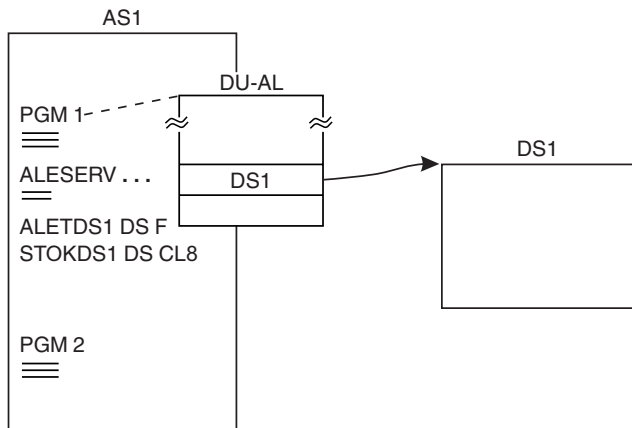 AS1
DU-AL
PGM 1
DS1
ALESERV . . .
DS1
ALETDS1 DS F
STOKDS1 DS CL8
PGM 2